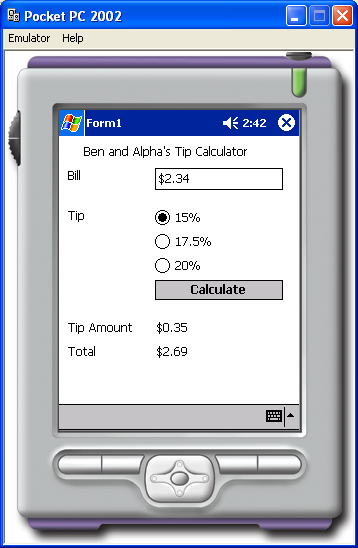 Pocket PC 2002
Emulator Help
Form1 2:42
Ben and Alpha's Tip Calculator
Bill $2.34
Tip 15%
17.5%
20%
Calculate
Tip Amount $0.35
Total $2.69